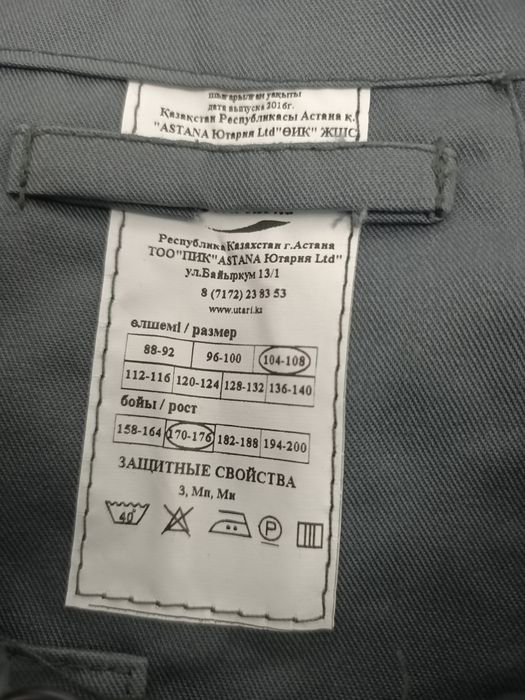 шығарылған уақыты
дата выпуска 2016г.
Қазақстан Республикасы Астана қ.
"ASTANA Ютария Ltd"ӨИК" ЖШС
Республика Казахстан г.Астана
ТОО"ПИК"ASTANA Ютария Ltd"
ул.Байыркум 13/1
8 (7172) 23 83 53
www.utari.kz
өлшемі / размер
88-92 96-100 104-108
112-116 120-124 128-132 136-140
бойы / рост
158-164 170-176 182-188 194-200
ЗАЩИТНЫЕ СВОЙСТВА
З, Мп, Ми
40° P